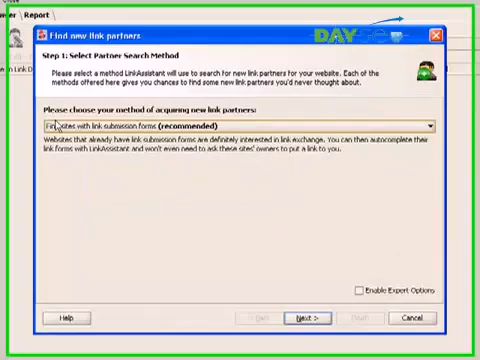 Close
Report
DAY
Find new link partners
Step 1: Select Partner Search Method
Please select a method LinkAssistant will use to search for new link partners for your website. Each of the
methods offered here gives you chances to find some new link partners you'd never thought about.
Please choose your method of acquiring new link partners:
sites with link submission forms (recommended)
Websites that already have link submission forms are definitely interested in link exchange. You can then autocomplete their
link forms with LinkAssistant and won't even need to ask these sites' owners to put a link to you.
Enable Expert Options
Help
< Back
Next >
Finish
Cancel